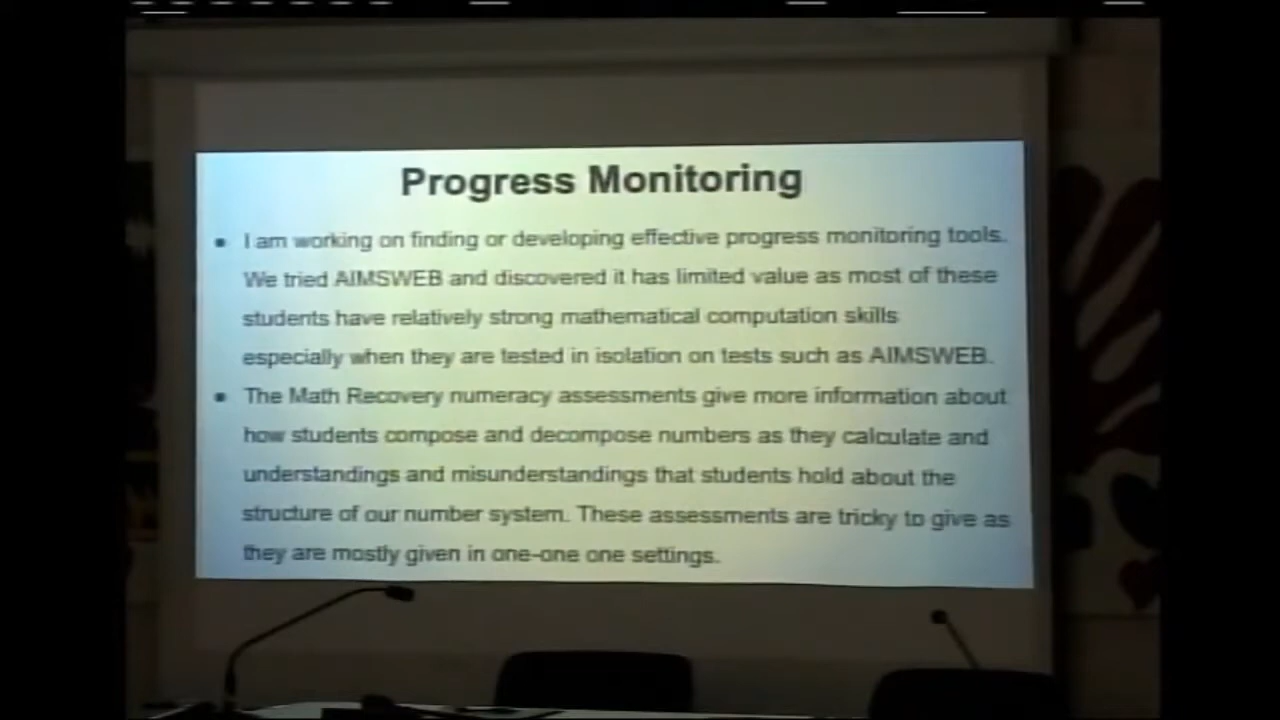 Progress Monitoring
• I am working on finding or developing effective progress monitoring tools.
We tried AIMSWEB and discovered it has limited value as most of these
students have relatively strong mathematical computation skills
especially when they are tested in isolation on tests such as AIMSWEB.
• The Math Recovery numeracy assessments give more information about
how students compose and decompose numbers as they calculate and
understandings and misunderstandings that students hold about the
structure of our number system. These assessments are tricky to give as
they are mostly given in one-one one settings.